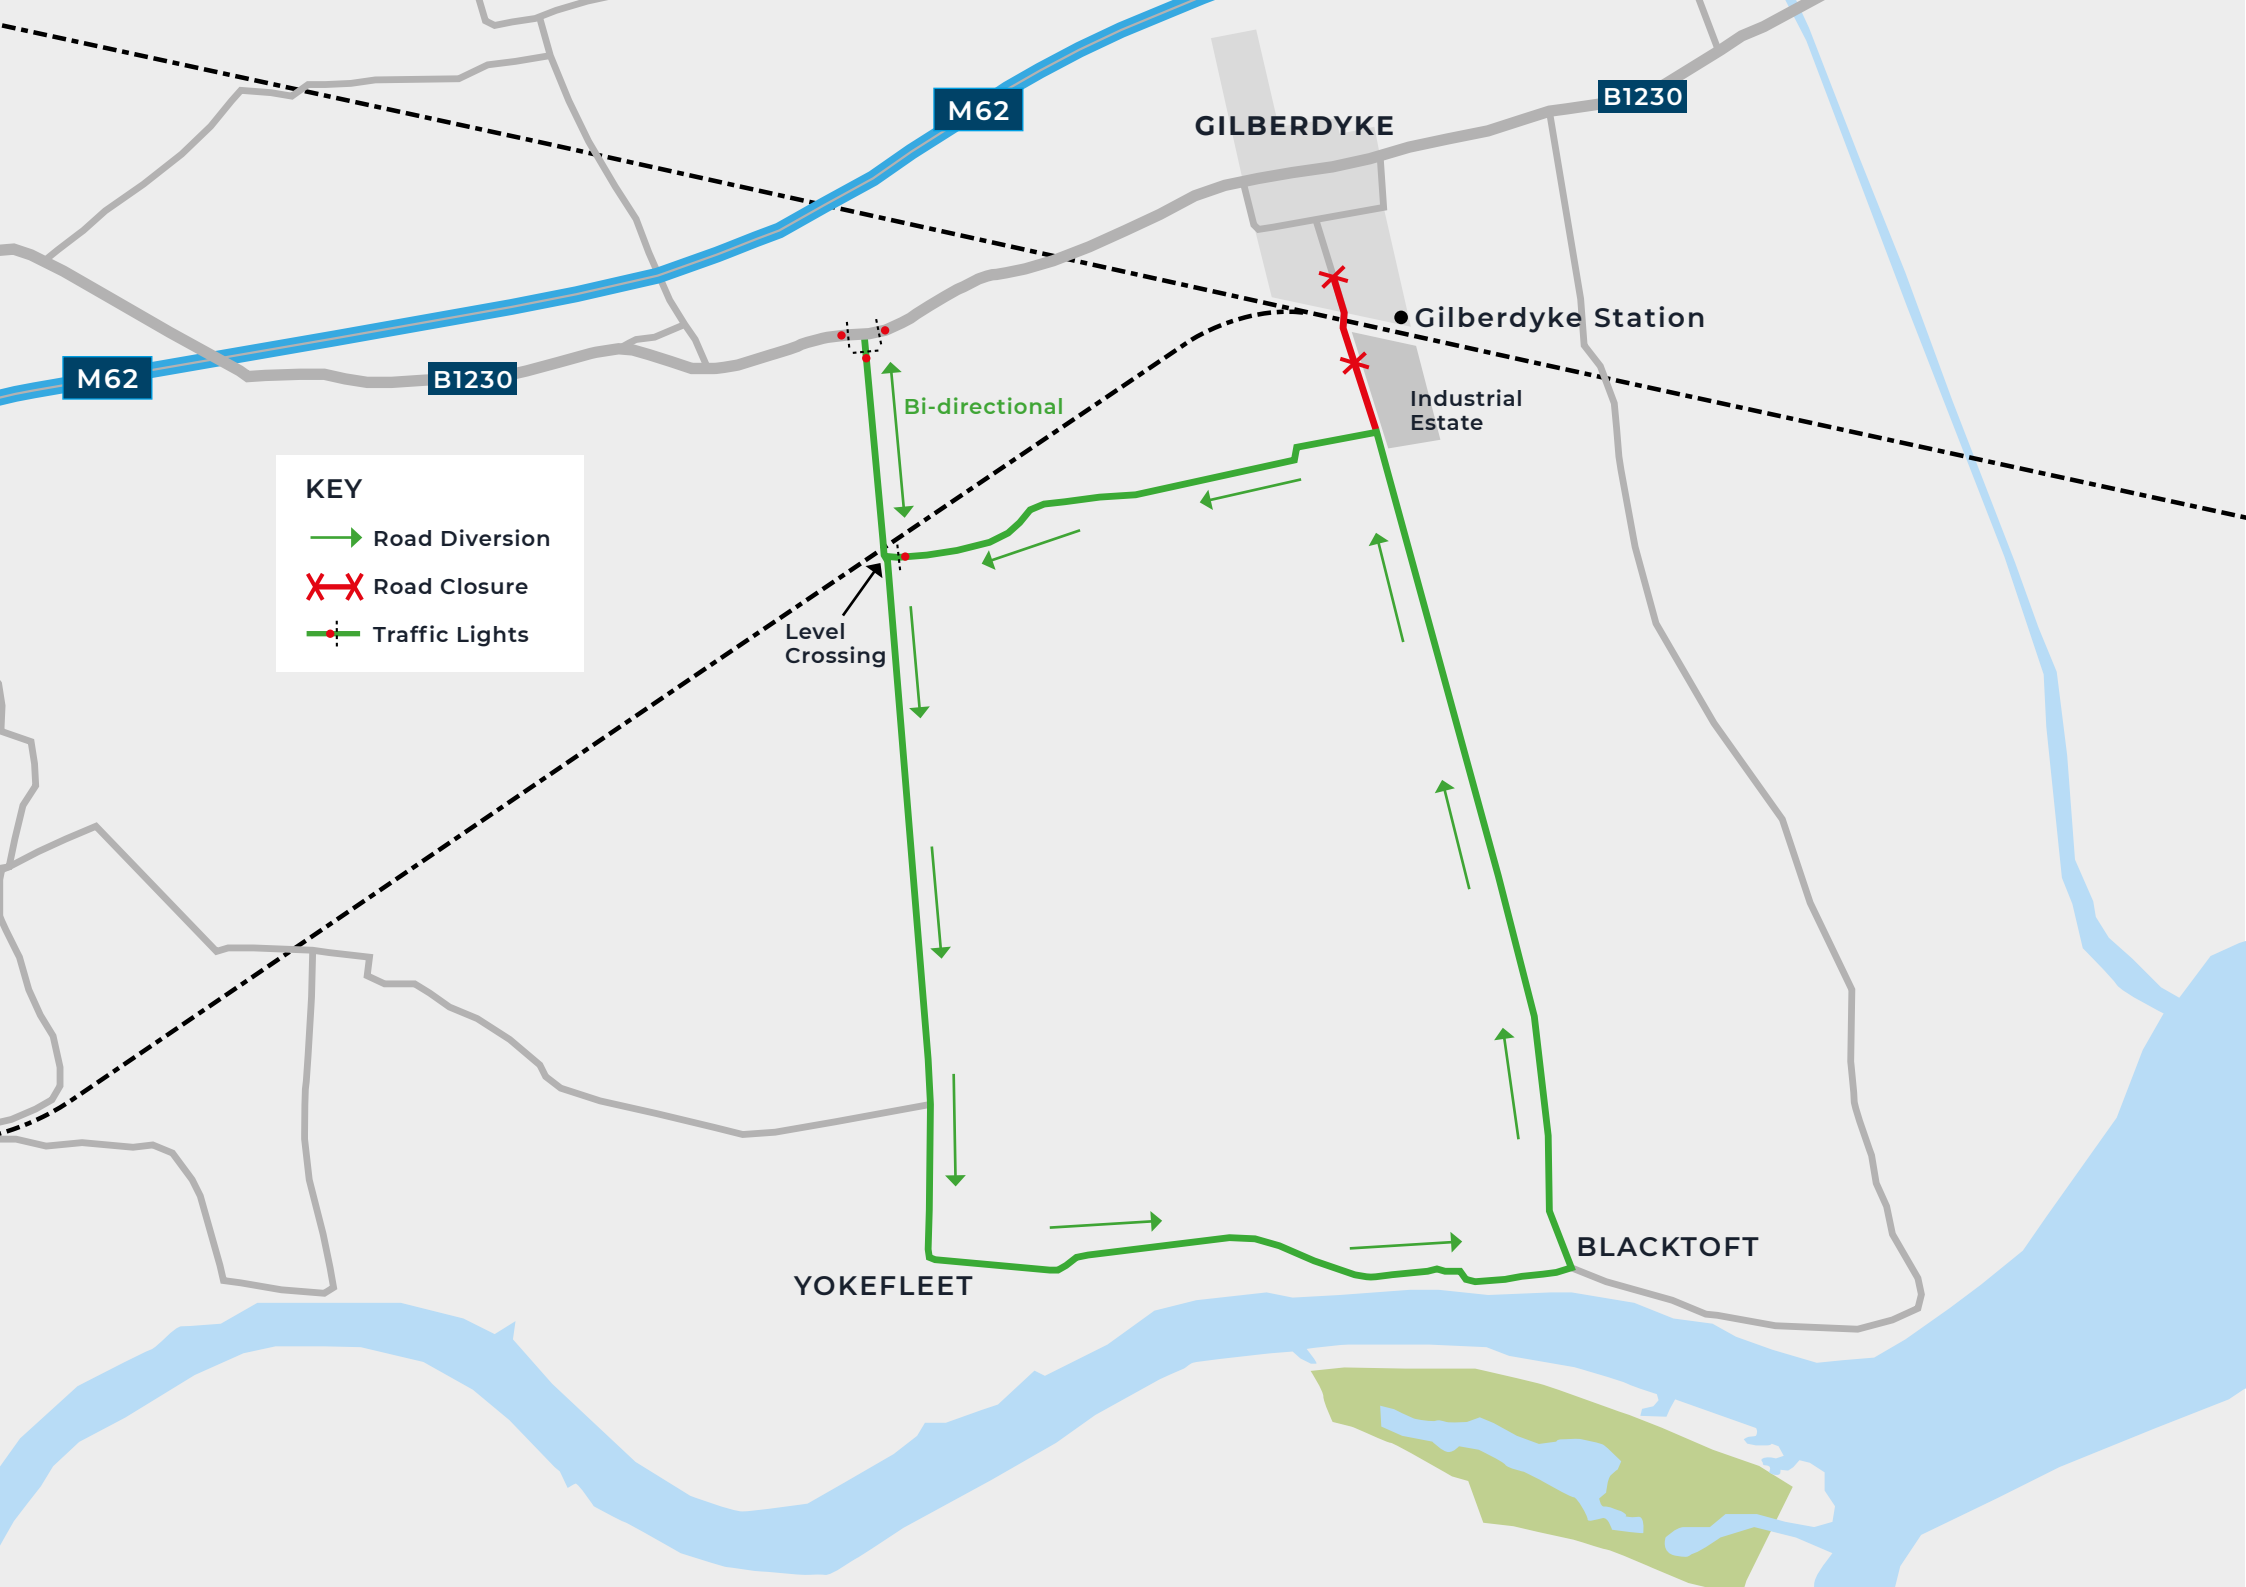 B1230
M62
GILBERDYKE
Gilberdyke Station
M62
B1230
Bi-directional
Industrial
Estate
KEY
Road Diversion
Road Closure
Traffic Lights
Level
Crossing
BLACKTOFT
YOKEFLEET